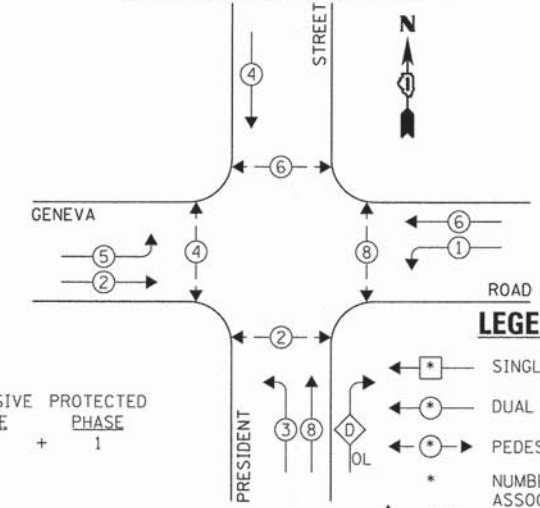 STREET
N
4
6
GENEVA
6
5
4
8
1
2
ROAD
2
LEGE
* SINGL
SIVE PROTECTED
PHASE
+ 1
3 8 D
OL
* DUAL
* PEDES
PRESIDENT
* NUMBE
ASSOC